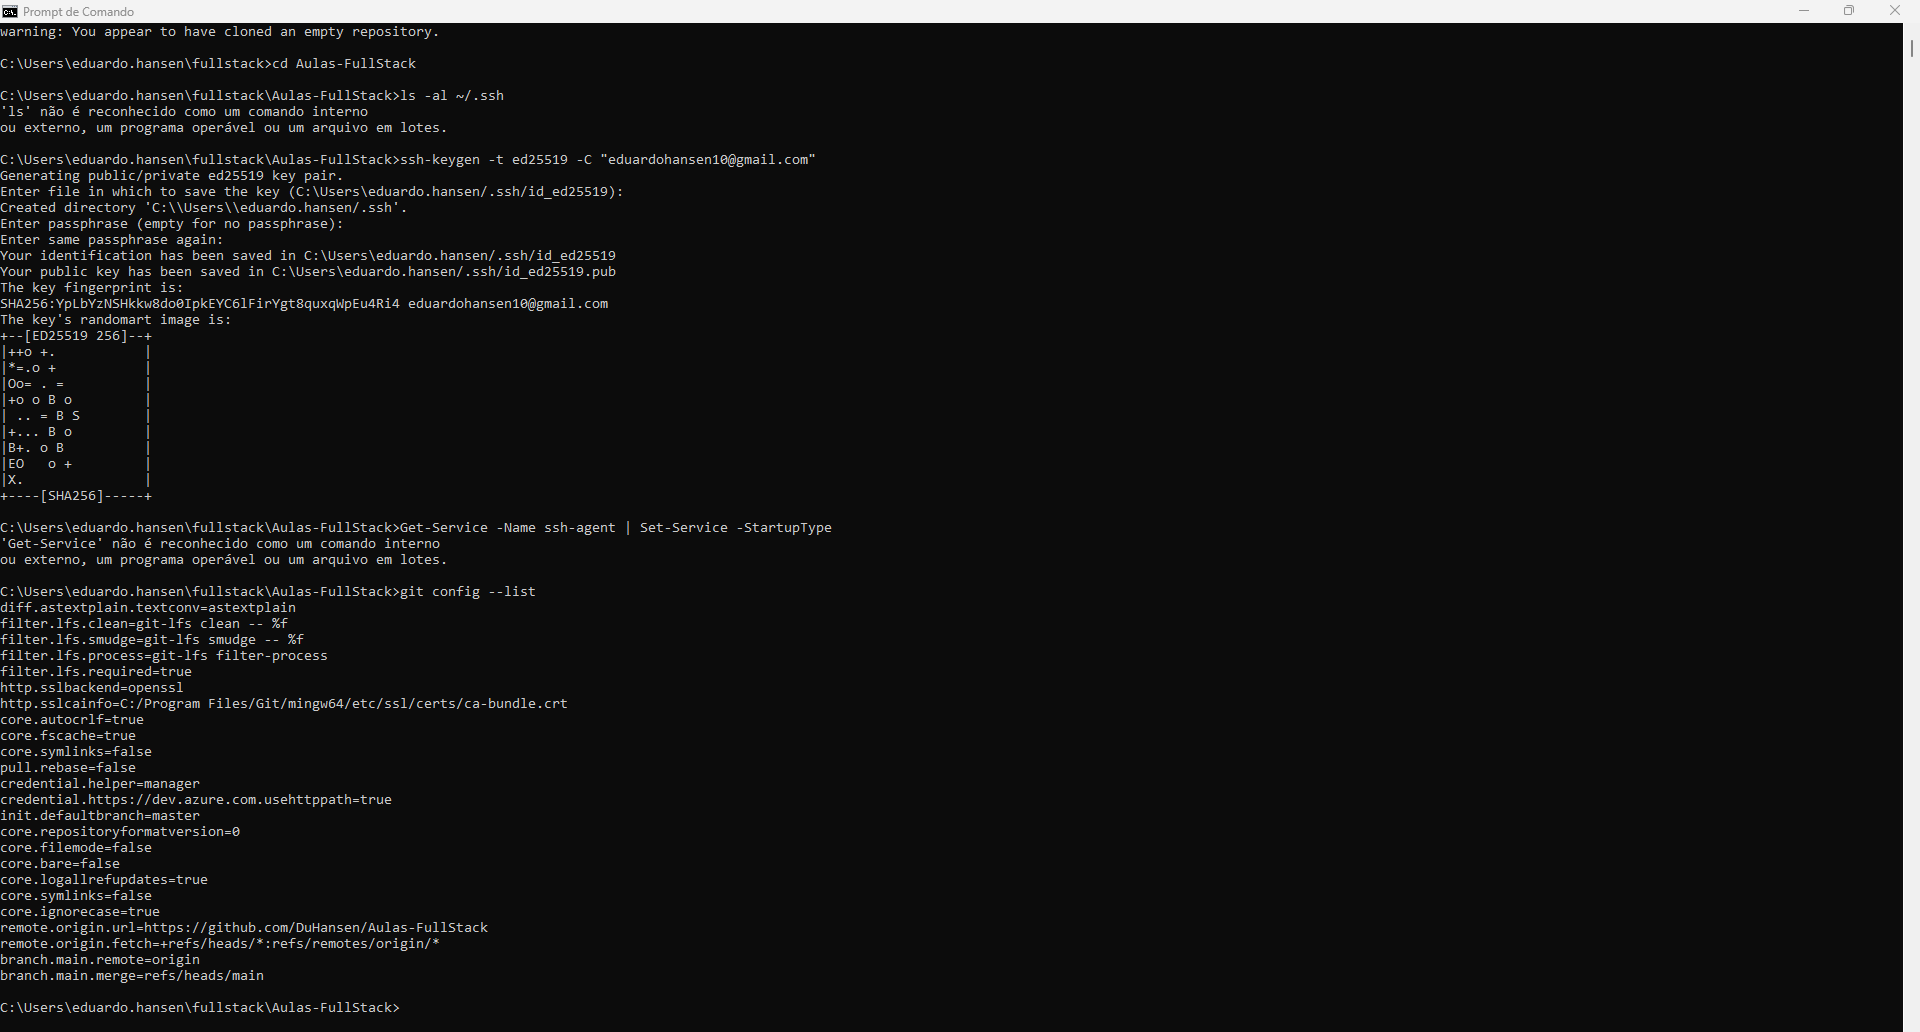 Prompt de Comando
warning: You appear to have cloned an empty repository.
C:\Users\eduardo.hansen\fullstack>cd Aulas-FullStack
C:\Users\eduardo.hansen\fullstack\Aulas-FullStack>ls -al ~/.ssh
'ls' não é reconhecido como um comando interno
ou externo, um programa operável ou um arquivo em lotes.
C:\Users\eduardo.hansen\fullstack\Aulas-FullStack>ssh-keygen -t ed25519 -C "eduardohansen10@gmail.com"
Generating public/private ed25519 key pair.
Enter file in which to save the key (C:\Users\eduardo.hansen/.ssh/id_ed25519):
Created directory 'C:\\Users\\eduardo.hansen/.ssh'.
Enter passphrase (empty for no passphrase):
Enter same passphrase again:
Your identification has been saved in C:\Users\eduardo.hansen/.ssh/id_ed25519
Your public key has been saved in C:\Users\eduardo.hansen/.ssh/id_ed25519.pub
The key fingerprint is:
SHA256:YpLbYzNSHkkw8do0IpkEYC6lFirYgt8quxqWpEu4Ri4 eduardohansen10@gmail.com
The key's randomart image is:
+--[ED25519 256]--+
|++o +.           |
|*=.o +           |
|Oo= . =          |
|+o o B o         |
| .. = B S        |
|+... B o         |
|B+. o B          |
|EO   o +         |
|X.               |
+----[SHA256]-----+
C:\Users\eduardo.hansen\fullstack\Aulas-FullStack>Get-Service -Name ssh-agent | Set-Service -StartupType
'Get-Service' não é reconhecido como um comando interno
ou externo, um programa operável ou um arquivo em lotes.
C:\Users\eduardo.hansen\fullstack\Aulas-FullStack>git config --list
diff.astextplain.textconv=astextplain
filter.lfs.clean=git-lfs clean -- %f
filter.lfs.smudge=git-lfs smudge -- %f
filter.lfs.process=git-lfs filter-process
filter.lfs.required=true
http.sslbackend=openssl
http.sslcainfo=C:/Program Files/Git/mingw64/etc/ssl/certs/ca-bundle.crt
core.autocrlf=true
core.fscache=true
core.symlinks=false
pull.rebase=false
credential.helper=manager
credential.https://dev.azure.com.usehttppath=true
init.defaultbranch=master
core.repositoryformatversion=0
core.filemode=false
core.bare=false
core.logallrefupdates=true
core.symlinks=false
core.ignorecase=true
remote.origin.url=https://github.com/DuHansen/Aulas-FullStack
remote.origin.fetch=+refs/heads/*:refs/remotes/origin/*
branch.main.remote=origin
branch.main.merge=refs/heads/main
C:\Users\eduardo.hansen\fullstack\Aulas-FullStack>